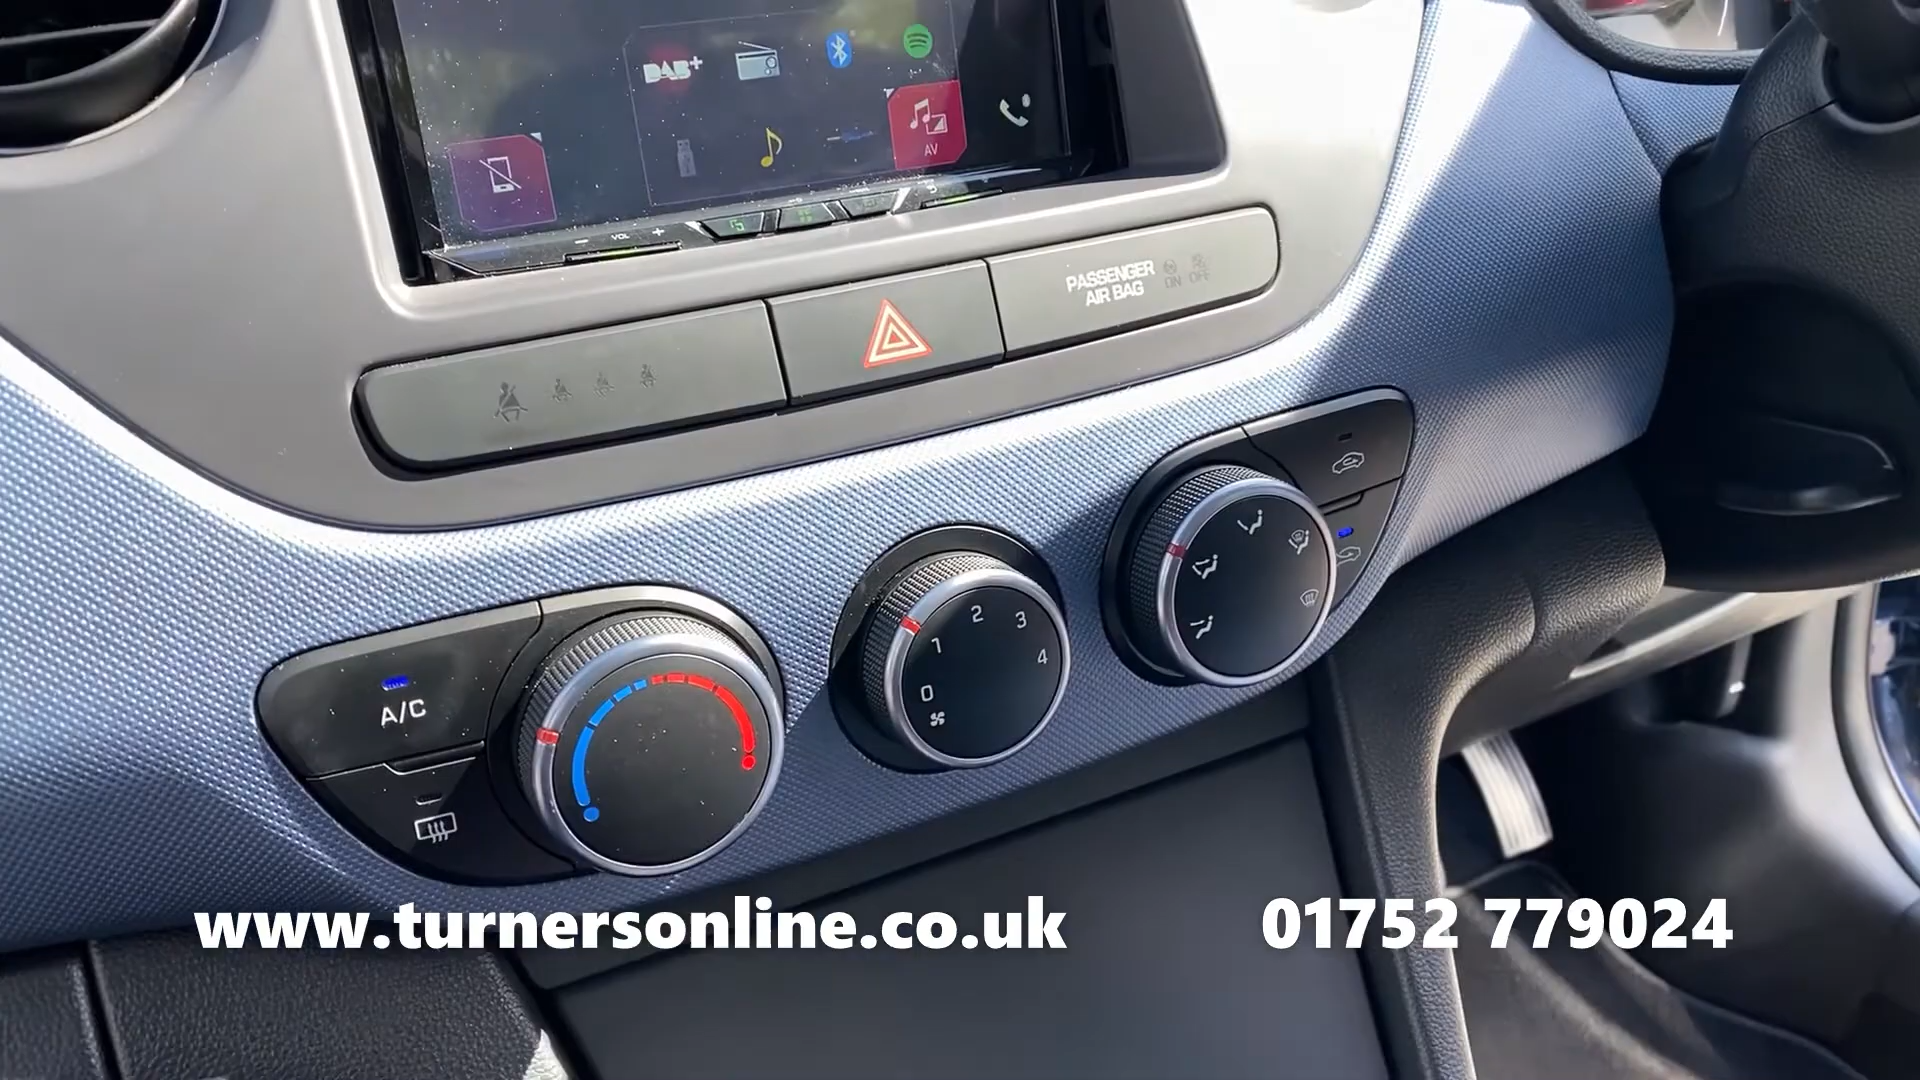 DAB+
AV
VOL
PASSENGER
AIR BAG
ON OFF
A/C
0 1 2 3 4
www.turnersonline.co.uk 01752 779024